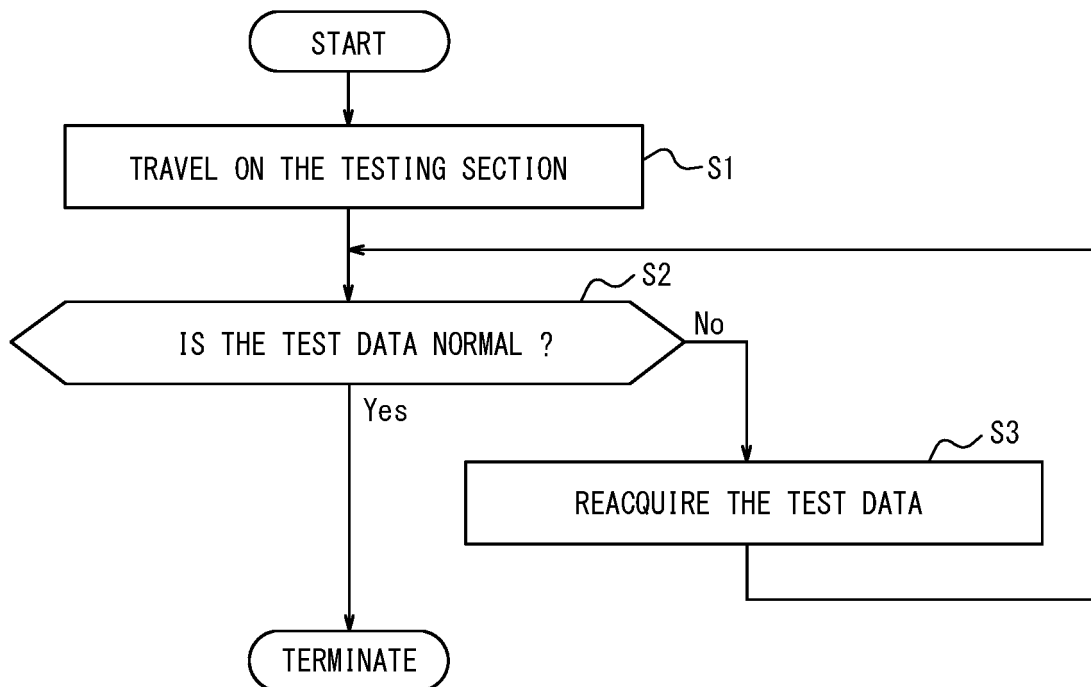 START
TRAVEL ON THE TESTING SECTION
S1
S2
IS THE TEST DATA NORMAL ?
No
Yes
S3
REACQUIRE THE TEST DATA
TERMINATE